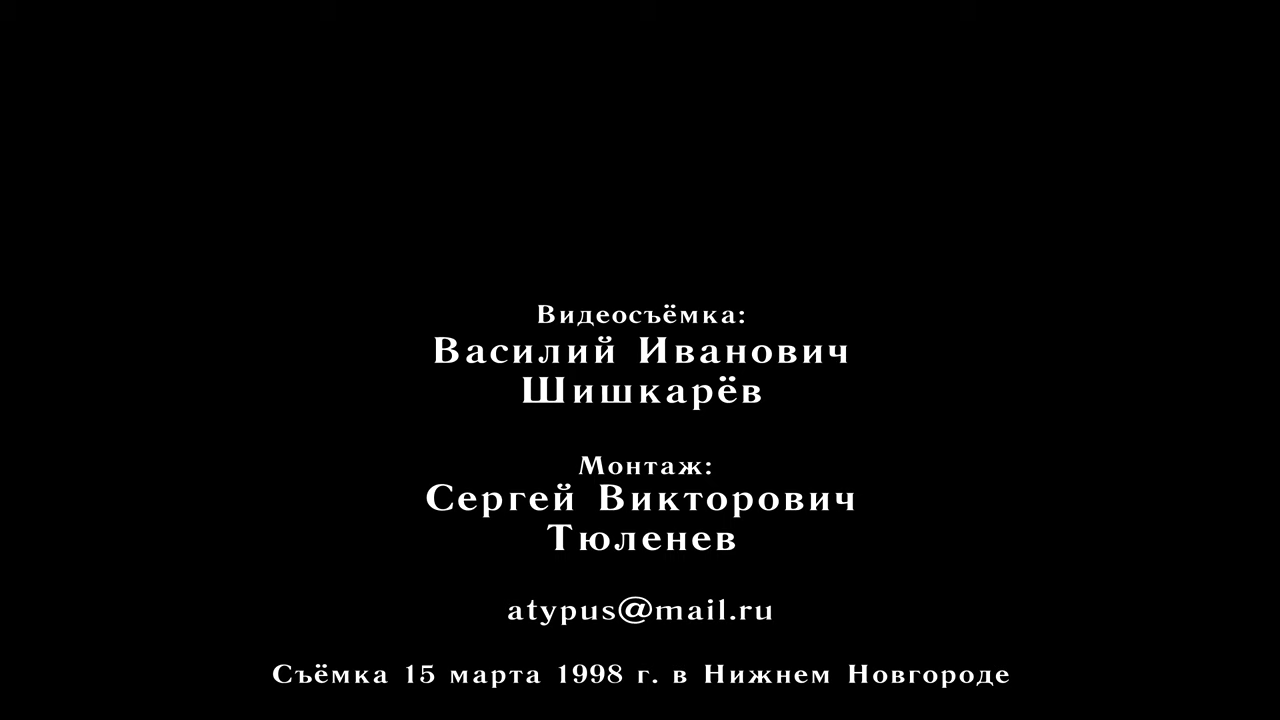 Видеосъёмка:
Василий Иванович
Шишкарёв
Монтаж:
Сергей Викторович
Тюленев
atypus@mail.ru
Съёмка 15 марта 1998 г. в Нижнем Новгороде